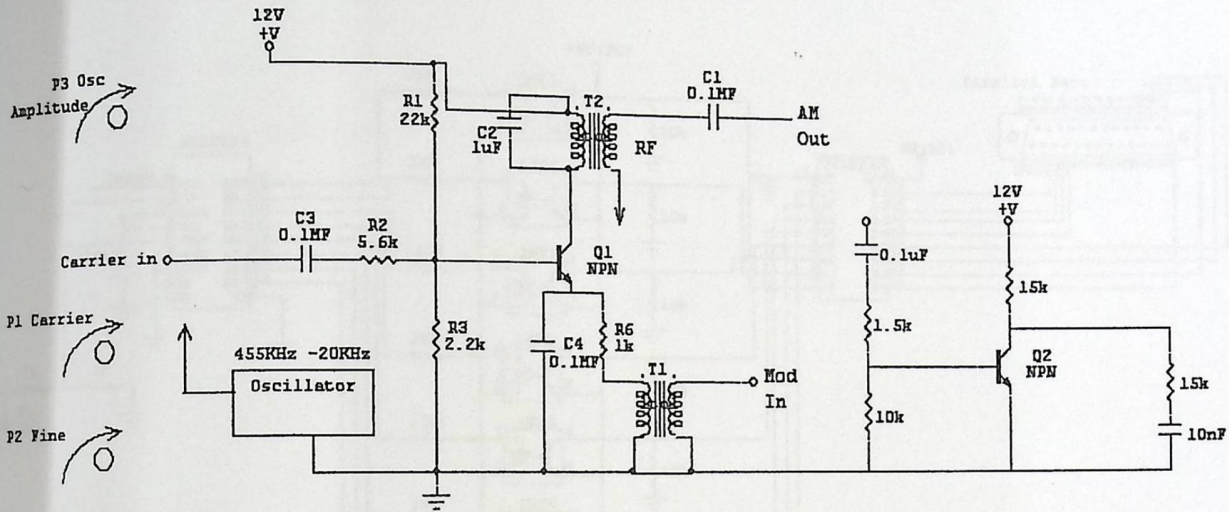 12V
+V
P3 Osc
Amplitude
R1
22k
C2
1uF
T2
RF
C1
0.1MF
AM
Out
C3
0.1MF
R2
5.6k
Carrier in
Q1
NPN
12V
+V
0.1uF
15k
P1 Carrier
R3
2.2k
C4
0.1MF
R6
1k
1.5k
Q2
NPN
455KHz -20KHz
Oscillator
T1
Mod
In
15k
10k
10nF
P2 Fine